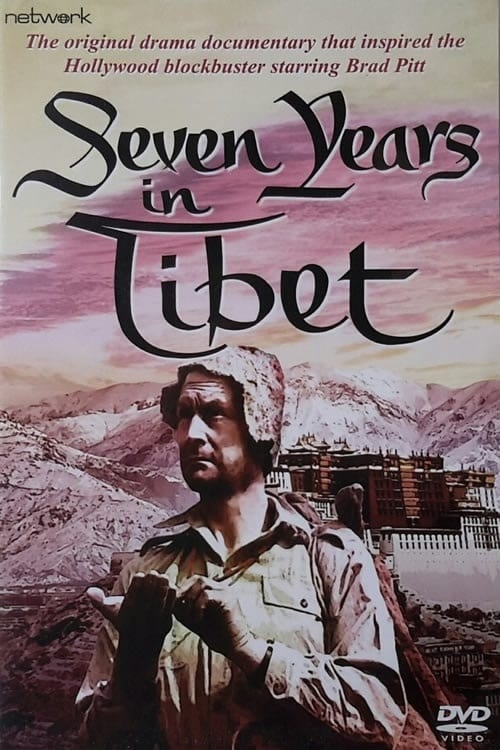 network
The original drama documentary that inspired the
Hollywood blockbuster starring Brad Pitt
Seven Years
in
Tibet
DVD
VIDEO